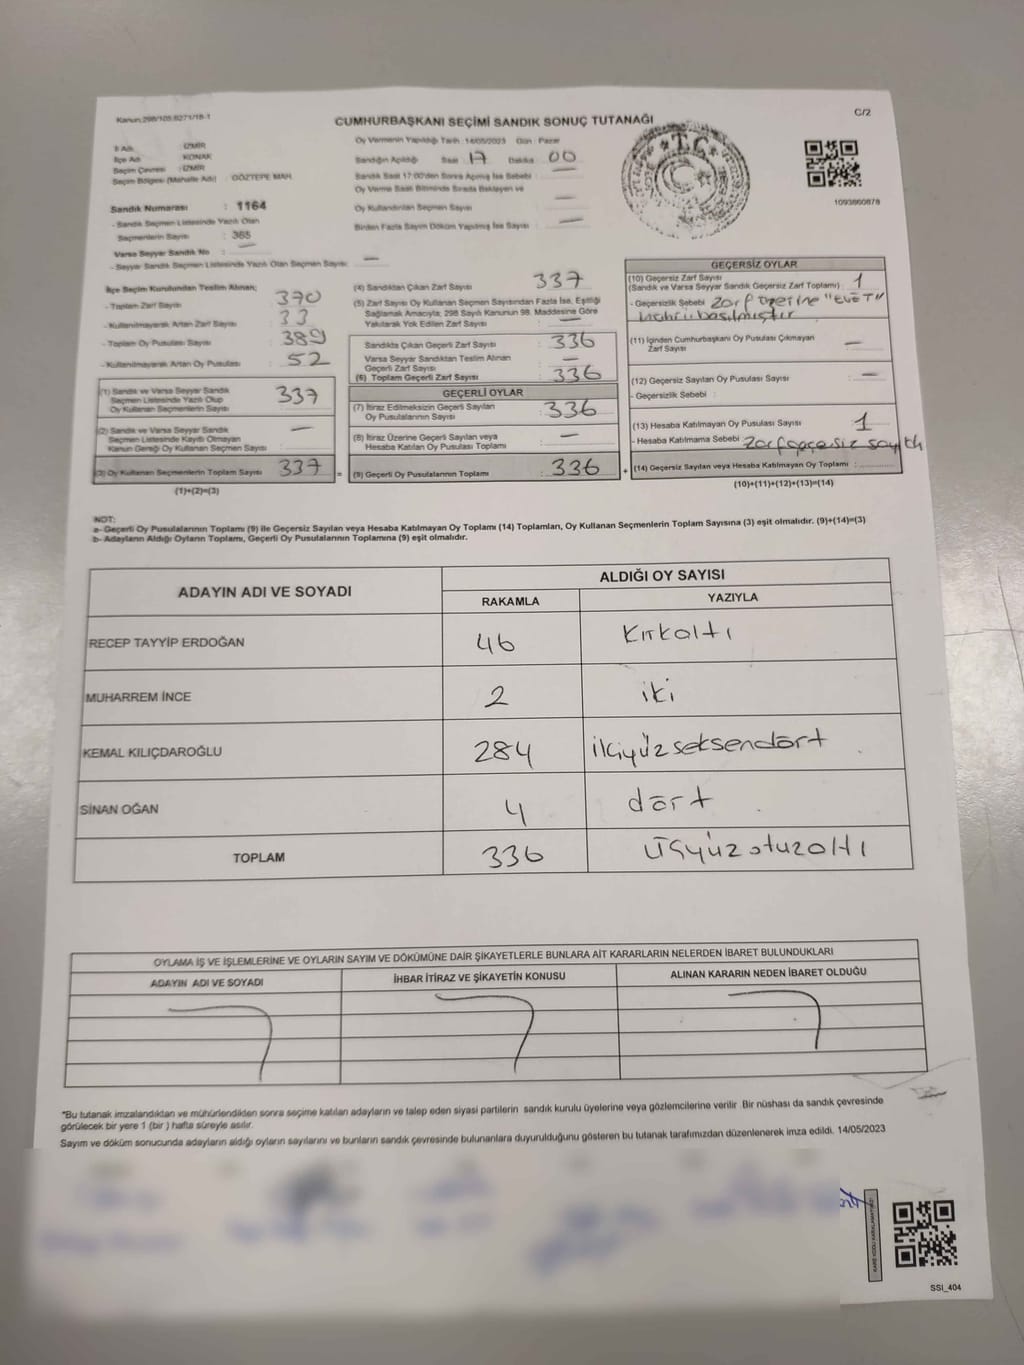 Kanun:298/105,6271/18-1
C/2
CUMHURBAŞKANI SEÇİMİ SANDIK SONUÇ TUTANAĞI
İl Adı : İZMİR
İlçe Adı : KONAK
Seçim Çevresi : İZMİR
Seçim Bölgesi (Mahalle Adı) : GÖZTEPE MAH.
Sandık Numarası : 1164
- Sandık Seçmen Listesinde Yazılı Olan
Seçmenlerin Sayısı : 365
Varsa Seyyar Sandık No : —
- Seyyar Sandık Seçmen Listesinde Yazılı Olan Seçmen Sayısı: —
Oy Vermenin Yapıldığı Tarih :14/05/2023 Gün : Pazar
Sandığın Açıldığı Saat : 17 Dakika : 00
Sandık Saat 17:00'den Sonra Açılmış İse Sebebi : —
Oy Verme Saati Bitiminde Sırada Bekleyen ve
Oy Kullandırılan Seçmen Sayısı : —
Birden Fazla Sayım Döküm Yapılmış İse Sayısı : —
T.C.
1093860878
İlçe Seçim Kurulundan Teslim Alınan;
- Toplam Zarf Sayısı : 370
- Kullanılmayarak Artan Zarf Sayısı : 33
- Toplam Oy Pusulası Sayısı : 389
- Kullanılmayarak Artan Oy Pusulası : 52
(1) Sandık ve Varsa Seyyar Sandık
Seçmen Listesinde Yazılı Olup
Oy Kullanan Seçmenlerin Sayısı : 337
(2) Sandık ve Varsa Seyyar Sandık
Seçmen Listesinde Kayıtlı Olmayan
Kanun Gereği Oy Kullanan Seçmen Sayısı : —
(3) Oy Kullanan Seçmenlerin Toplam Sayısı : 337
(1)+(2)=(3)
(4) Sandıktan Çıkan Zarf Sayısı : 337
(5) Zarf Sayısı Oy Kullanan Seçmen Sayısından Fazla İse, Eşitliği
Sağlamak Amacıyla; 298 Sayılı Kanunun 98. Maddesine Göre
Yakılarak Yok Edilen Zarf Sayısı : —
Sandıkta Çıkan Geçerli Zarf Sayısı : 336
Varsa Seyyar Sandıktan Teslim Alınan
Geçerli Zarf Sayısı : —
(6) Toplam Geçerli Zarf Sayısı : 336
GEÇERLİ OYLAR
(7) İtiraz Edilmeksizin Geçerli Sayılan
Oy Pusulalarının Sayısı : 336
(8) İtiraz Üzerine Geçerli Sayılan veya
Hesaba Katılan Oy Pusulası Toplamı : —
= (9) Geçerli Oy Pusulalarının Toplamı : 336 +
GEÇERSİZ OYLAR
(10) Geçersiz Zarf Sayısı
(Sandık ve Varsa Seyyar Sandık Geçersiz Zarf Toplamı) : 1
- Geçersizlik Sebebi : Zarf üzerine "EVET"
mührü basılmıştır
(11) İçinden Cumhurbaşkanı Oy Pusulası Çıkmayan
Zarf Sayısı : —
(12) Geçersiz Sayılan Oy Pusulası Sayısı : —
- Geçersizlik Sebebi :
(13) Hesaba Katılmayan Oy Pusulası Sayısı : 1
- Hesaba Katılmama Sebebi : Zarf geçersiz sayıldı
(14) Geçersiz Sayılan veya Hesaba Katılmayan Oy Toplamı :
(10)+(11)+(12)+(13)=(14)
NOT:
a- Geçerli Oy Pusulalarının Toplamı (9) ile Geçersiz Sayılan veya Hesaba Katılmayan Oy Toplamı (14) Toplamları, Oy Kullanan Seçmenlerin Toplam Sayısına (3) eşit olmalıdır. (9)+(14)=(3)
b- Adayların Aldığı Oyların Toplamı, Geçerli Oy Pusulalarının Toplamına (9) eşit olmalıdır.
ADAYIN ADI VE SOYADI
ALDIĞI OY SAYISI
RAKAMLA YAZIYLA
RECEP TAYYİP ERDOĞAN 46 Kırkaltı
MUHARREM İNCE 2 iki
KEMAL KILIÇDAROĞLU 284 ikiyüzseksendört
SİNAN OĞAN 4 dört
TOPLAM 336 üçyüzotuzaltı
OYLAMA İŞ VE İŞLEMLERİNE VE OYLARIN SAYIM VE DÖKÜMÜNE DAİR ŞİKAYETLERLE BUNLARA AİT KARARLARIN NELERDEN İBARET BULUNDUKLARI
ADAYIN ADI VE SOYADI İHBAR İTİRAZ VE ŞİKAYETİN KONUSU ALINAN KARARIN NEDEN İBARET OLDUĞU
*Bu tutanak imzalandıktan ve mühürlendikten sonra seçime katılan adayların ve talep eden siyasi partilerin sandık kurulu üyelerine veya gözlemcilerine verilir. Bir nüshası da sandık çevresinde
görülecek bir yere 1 (bir ) hafta süreyle asılır.
Sayım ve döküm sonucunda adayların aldığı oyların sayılarını ve bunların sandık çevresinde bulunanlara duyurulduğunu gösteren bu tutanak tarafımızdan düzenlenerek imza edildi. 14/05/2023
SSI_404